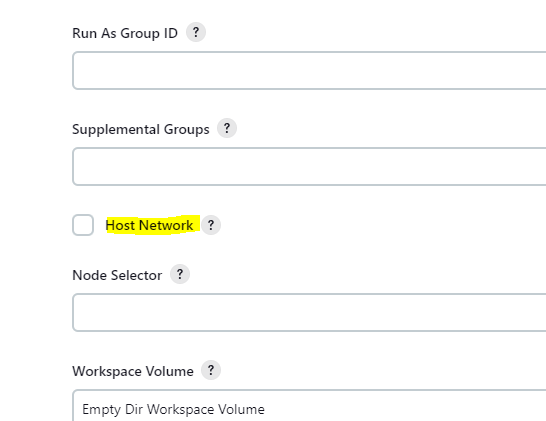 Run As Group ID ?
Supplemental Groups ?
Host Network ?
Node Selector ?
Workspace Volume ?
Empty Dir Workspace Volume